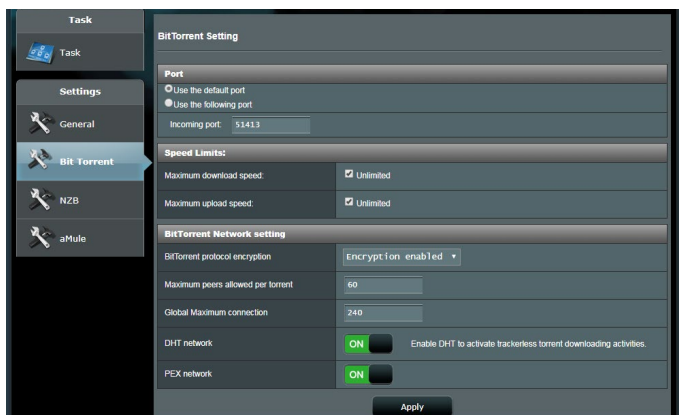 Task
Task
Settings
General
Bit Torrent
NZB
aMule
BitTorrent Setting
Port
Use the default port
Use the following port
Incoming port: 51413
Speed Limits:
Maximum download speed: Unlimited
Maximum upload speed: Unlimited
BitTorrent Network setting
BitTorrent protocol encryption Encryption enabled
Maximum peers allowed per torrent 60
Global Maximum connection 240
DHT network ON Enable DHT to activate trackerless torrent downloading activities.
PEX network ON
Apply